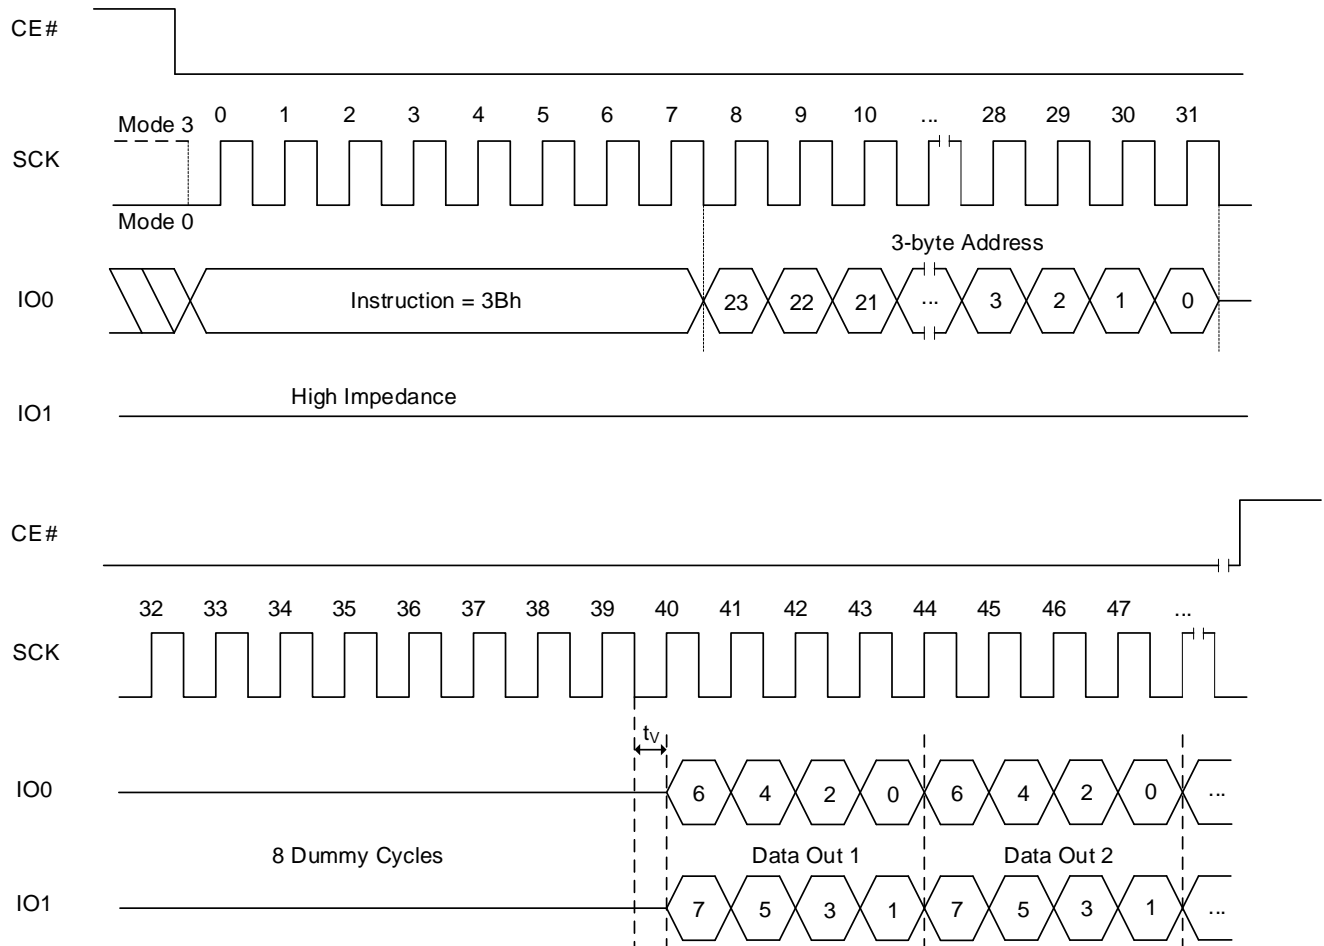 CE#
Mode 3 0 1 2 3 4 5 6 7 8 9 10 ... 28 29 30 31
SCK
Mode 0
3-byte Address
IO0 Instruction = 3Bh 23 22 21 ... 3 2 1 0
High Impedance
IO1
CE#
32 33 34 35 36 37 38 39 40 41 42 43 44 45 46 47 ...
SCK
tV
IO0 6 4 2 0 6 4 2 0 ...
8 Dummy Cycles Data Out 1 Data Out 2
IO1 7 5 3 1 7 5 3 1 ...